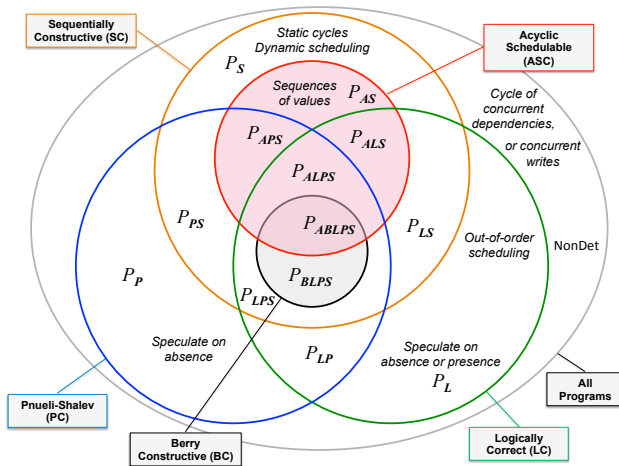 Sequentially
Constructive (SC)
Static cycles
Dynamic scheduling
P_S
Acyclic
Schedulable
(ASC)
Sequences
of values
P_AS
Cycle of
concurrent
dependencies,
or concurrent
writes
P_APS
P_ALS
P_ALPS
P_PS
P_ABLPS
P_LS
Out-of-order
scheduling
NonDet
P_P
P_BLPS
P_LPS
Speculate on
absence
P_LP
Speculate on
absence or presence
P_L
All
Programs
Pnueli-Shalev
(PC)
Berry
Constructive (BC)
Logically
Correct (LC)